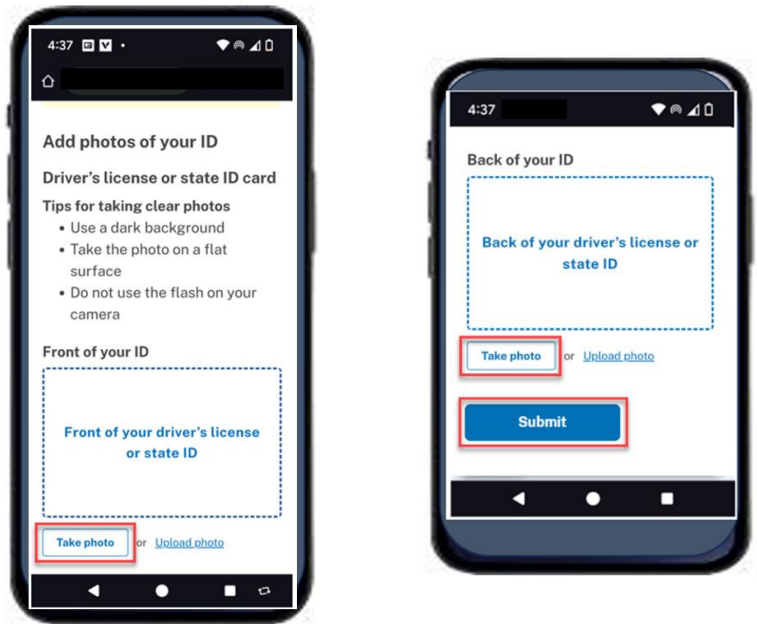 4:37
Add photos of your ID
Driver's license or state ID card
Tips for taking clear photos
• Use a dark background
• Take the photo on a flat
surface
• Do not use the flash on your
camera
Front of your ID
Front of your driver's license
or state ID
Take photo or Upload photo
4:37
Back of your ID
Back of your driver's license or
state ID
Take photo or Upload photo
Submit